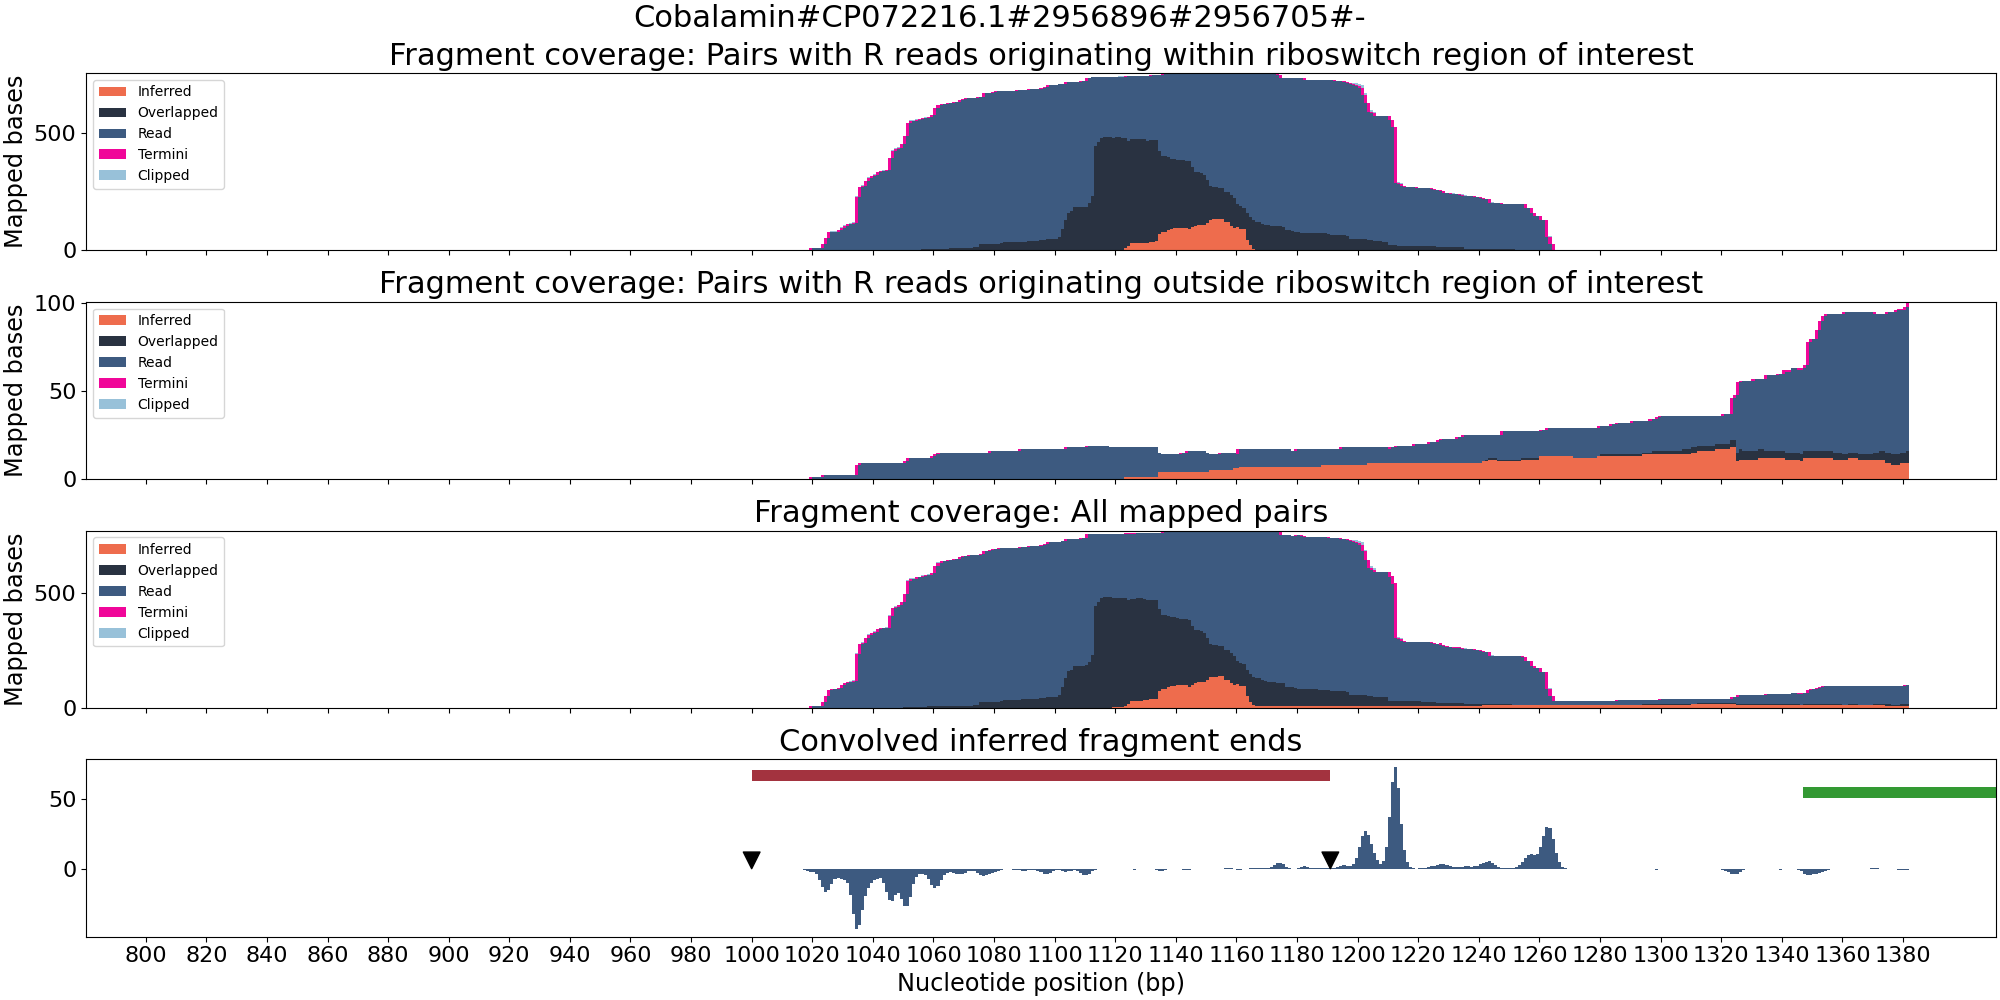 Cobalamin#CP072216.1#2956896#2956705#-
Fragment coverage: Pairs with R reads originating within riboswitch region of interest
Mapped bases
500
0
Inferred
Overlapped
Read
Termini
Clipped
Fragment coverage: Pairs with R reads originating outside riboswitch region of interest
Mapped bases
100
50
0
Inferred
Overlapped
Read
Termini
Clipped
Fragment coverage: All mapped pairs
Mapped bases
500
0
Inferred
Overlapped
Read
Termini
Clipped
Convolved inferred fragment ends
50
0
800 820 840 860 880 900 920 940 960 980 1000 1020 1040 1060 1080 1100 1120 1140 1160 1180 1200 1220 1240 1260 1280 1300 1320 1340 1360 1380
Nucleotide position (bp)